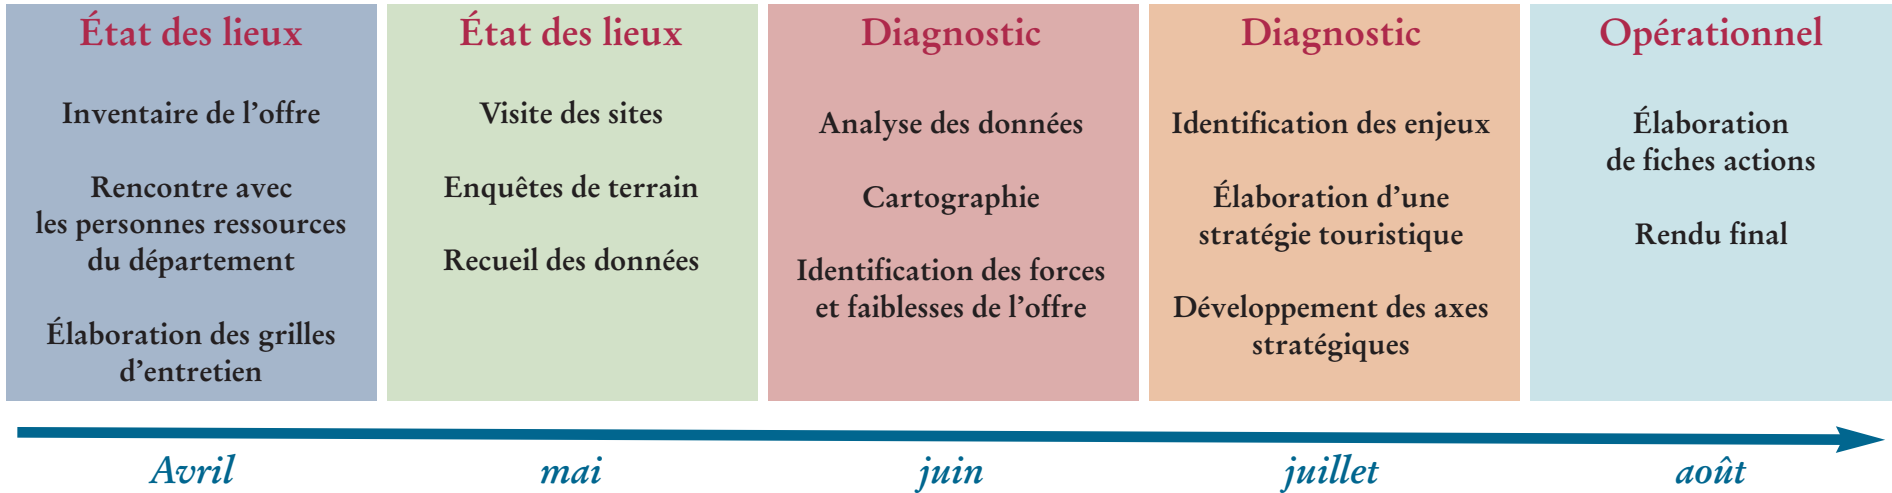 État des lieux
Inventaire de l’offre
Rencontre avec
les personnes ressources
du département
Élaboration des grilles
d’entretien
État des lieux
Visite des sites
Enquêtes de terrain
Recueil des données
Diagnostic
Analyse des données
Cartographie
Identification des forces
et faiblesses de l’offre
Diagnostic
Identification des enjeux
Élaboration d’une
stratégie touristique
Développement des axes
stratégiques
Opérationnel
Élaboration
de fiches actions
Rendu final
Avril
mai
juin
juillet
août